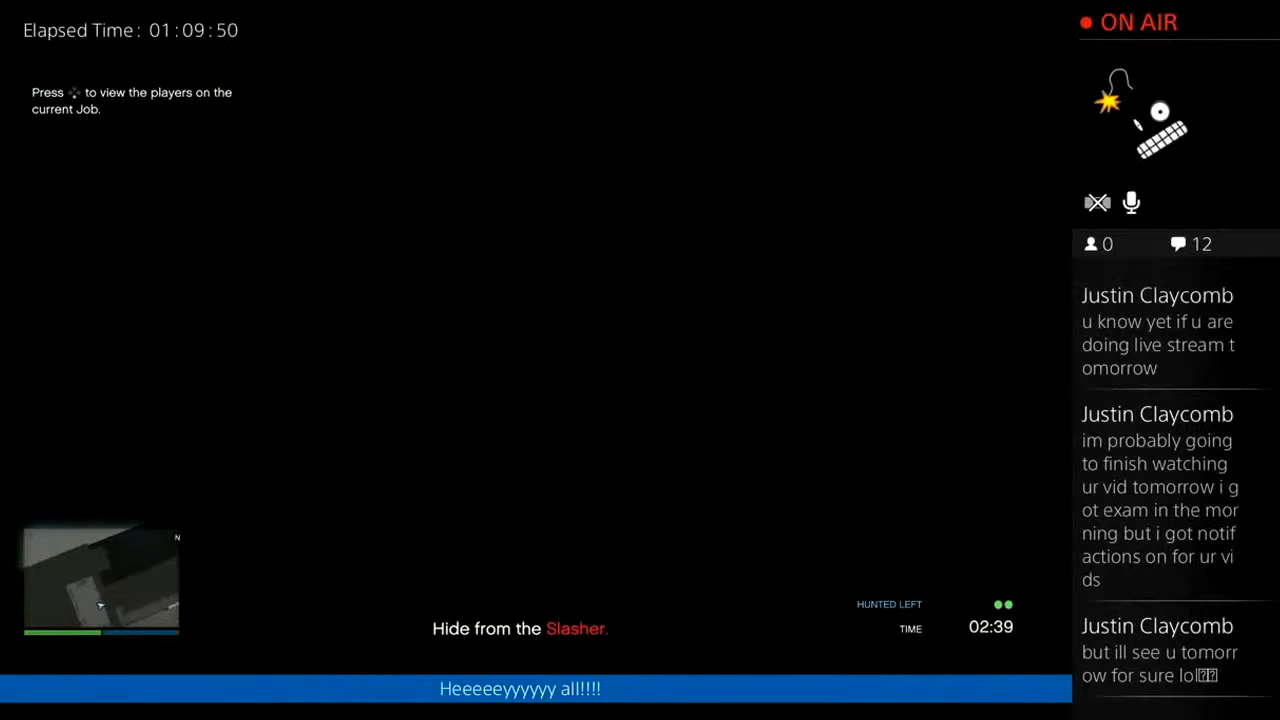 Elapsed Time: 01:09:50
Press to view the players on the
current Job.
N
Hide from the Slasher.
HUNTED LEFT
TIME 02:39
Heeeeeyyyyyy all!!!!
ON AIR
0 12
Justin Claycomb
u know yet if u are
doing live stream t
omorrow
Justin Claycomb
im probably going
to finish watching
ur vid tomorrow i g
ot exam in the mor
ning but i got notif
actions on for ur vi
ds
Justin Claycomb
but ill see u tomorr
ow for sure lol